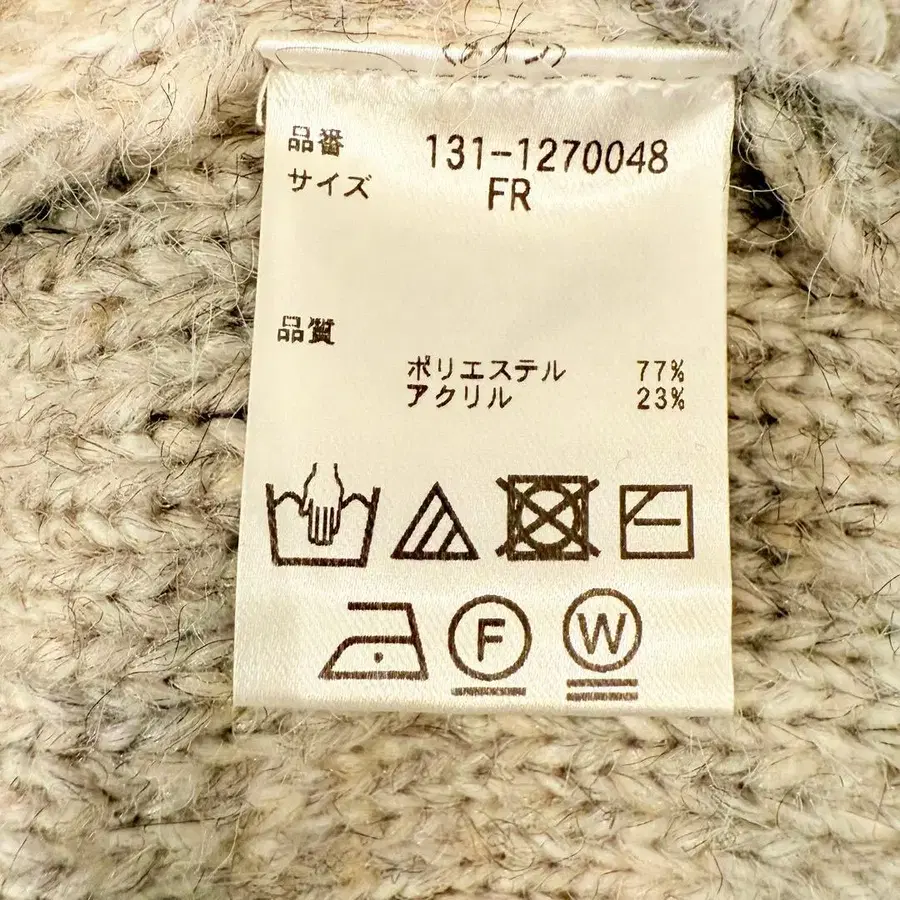 品番 131-1270048
サイズ FR
品質
ポリエステル 77%
アクリル 23%
F W